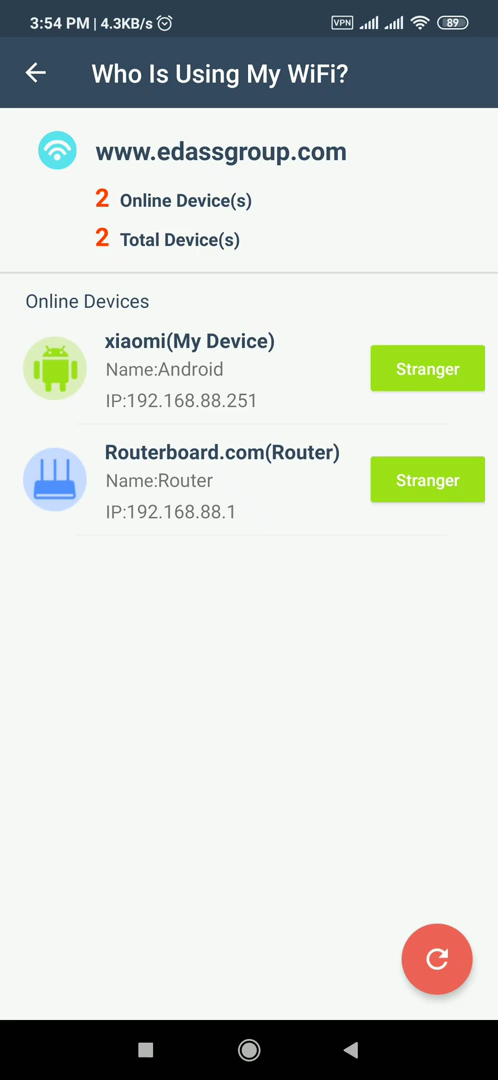 3:54 PM | 4.3KB/s VPN 89
Who Is Using My WiFi?
www.edassgroup.com
2 Online Device(s)
2 Total Device(s)
Online Devices
xiaomi(My Device)
Name:Android
Stranger
IP:192.168.88.251
Routerboard.com(Router)
Name:Router
Stranger
IP:192.168.88.1